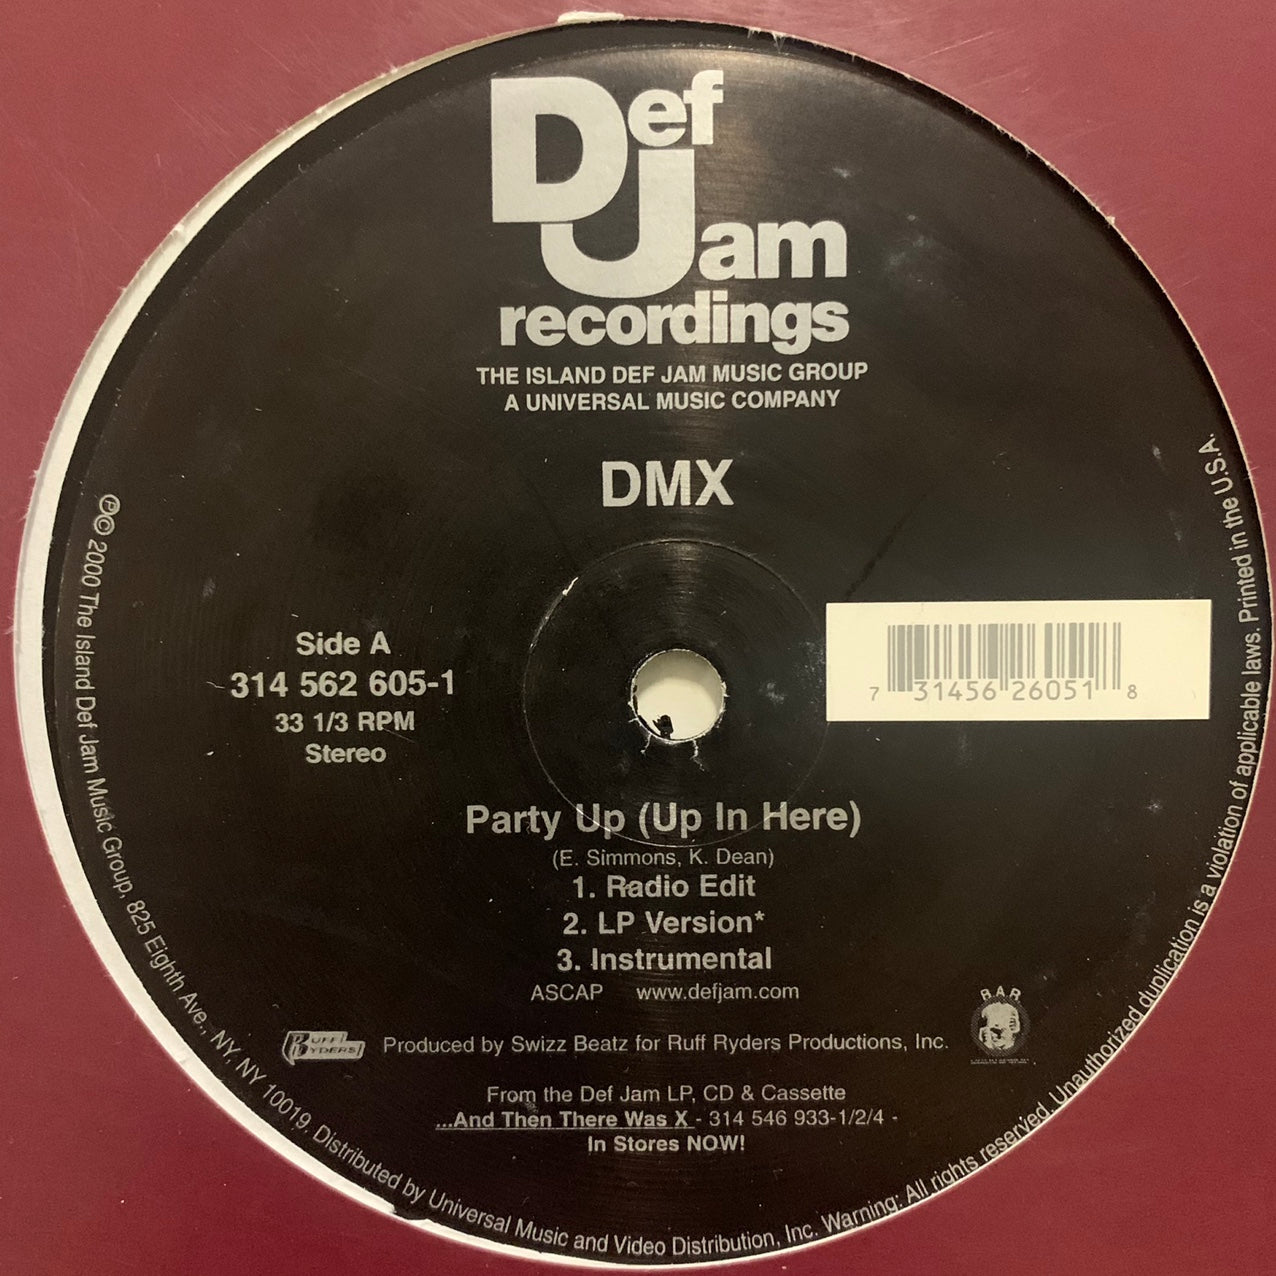 Def
Jam
recordings
THE ISLAND DEF JAM MUSIC GROUP
A UNIVERSAL MUSIC COMPANY
DMX
Side A
314 562 605-1
33 1/3 RPM
Stereo
7 31456 26051 8
Party Up (Up In Here)
(E. Simmons, K. Dean)
1. Radio Edit
2. LP Version*
3. Instrumental
ASCAP www.defjam.com
RUFF RYDERS
Produced by Swizz Beatz for Ruff Ryders Productions, Inc.
B.A.R
From the Def Jam LP, CD & Cassette
...And Then There Was X - 314 546 933-1/2/4 -
In Stores NOW!
℗© 2000 The Island Def Jam Music Group, 825 Eighth Ave., NY, NY 10019. Distributed by Universal Music and Video Distribution, Inc. Warning: All rights reserved. Unauthorized duplication is a violation of applicable laws. Printed in the U.S.A.